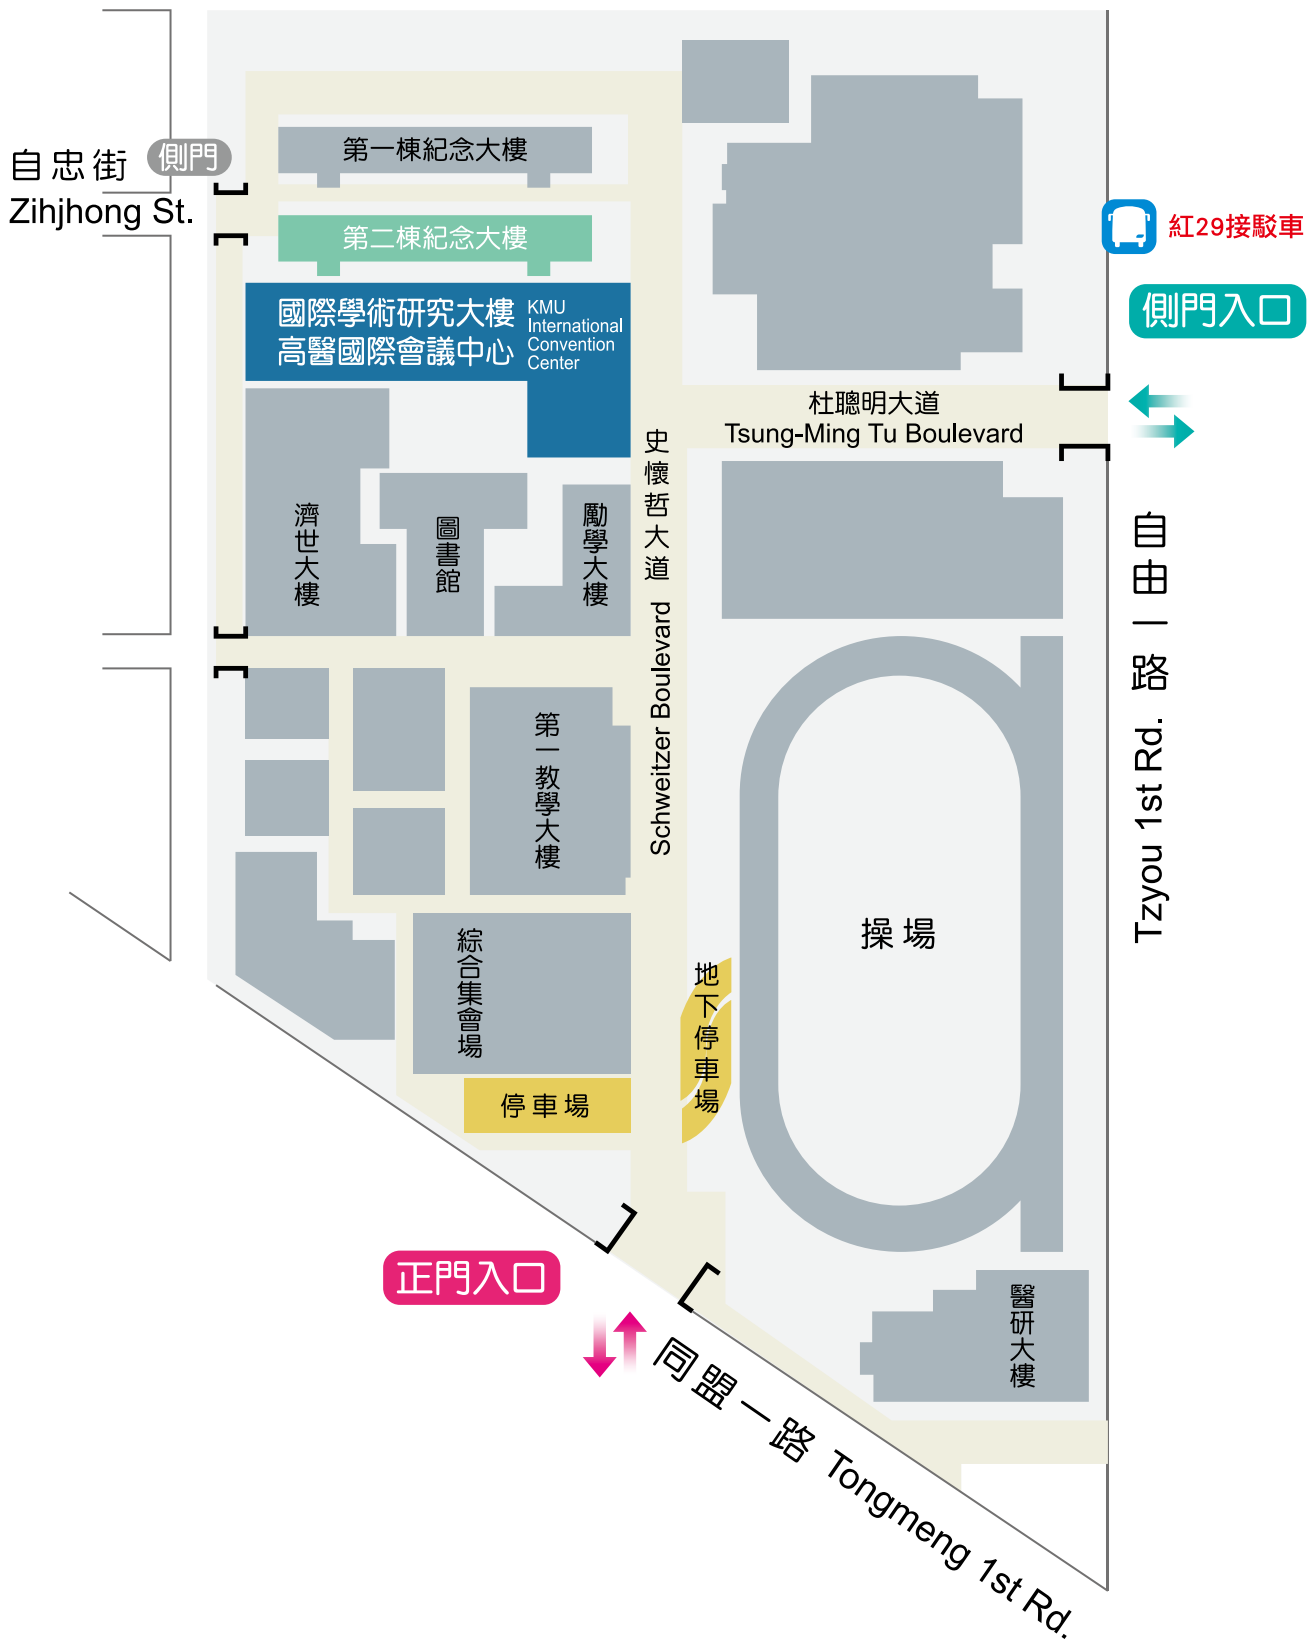 第一棟紀念大樓
自忠街
側門
Zihjhong St.
第二棟紀念大樓
紅29接駁車
側門入口
國際學術研究大樓
高醫國際會議中心
KMU
International
Convention
Center
杜聰明大道
Tsung-Ming Tu Boulevard
史懷哲大道 Schweitzer Boulevard
濟世大樓
圖書館
勵學大樓
自由一路 Tzyou 1st Rd.
第一教學大樓
操場
綜合集會場
地下停車場
停車場
正門入口
醫研大樓
同盟一路 Tongmeng 1st Rd.